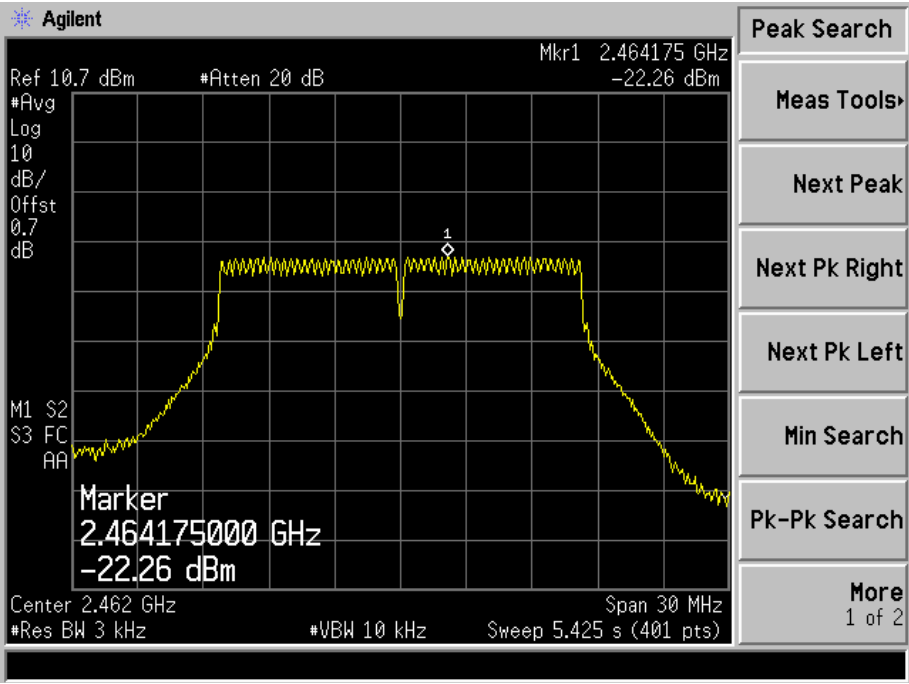 Agilent
Peak Search
Mkr1 2.464175 GHz
Ref 10.7 dBm #Atten 20 dB -22.26 dBm
#Avg
Log
10
dB/
Offst
0.7
dB
1
M1 S2
S3 FC
AA
Marker
2.464175000 GHz
-22.26 dBm
Center 2.462 GHz Span 30 MHz
#Res BW 3 kHz #VBW 10 kHz Sweep 5.425 s (401 pts)
Meas Tools
Next Peak
Next Pk Right
Next Pk Left
Min Search
Pk-Pk Search
More
1 of 2